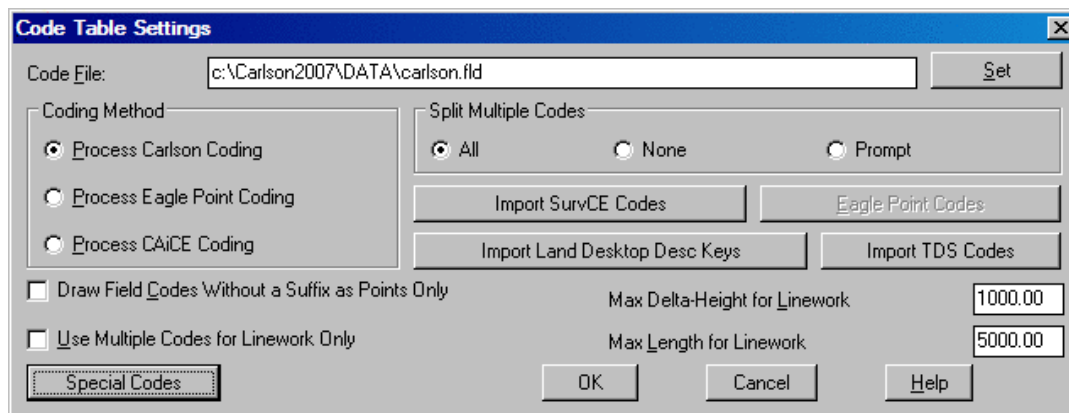 Code Table Settings
Code File: c:\Carlson2007\DATA\carlson.fld Set
Coding Method Split Multiple Codes
Process Carlson Coding All None Prompt
Process Eagle Point Coding Import SurvCE Codes Eagle Point Codes
Process CAiCE Coding Import Land Desktop Desc Keys Import TDS Codes
Draw Field Codes Without a Suffix as Points Only Max Delta-Height for Linework 1000.00
Use Multiple Codes for Linework Only Max Length for Linework 5000.00
Special Codes OK Cancel Help